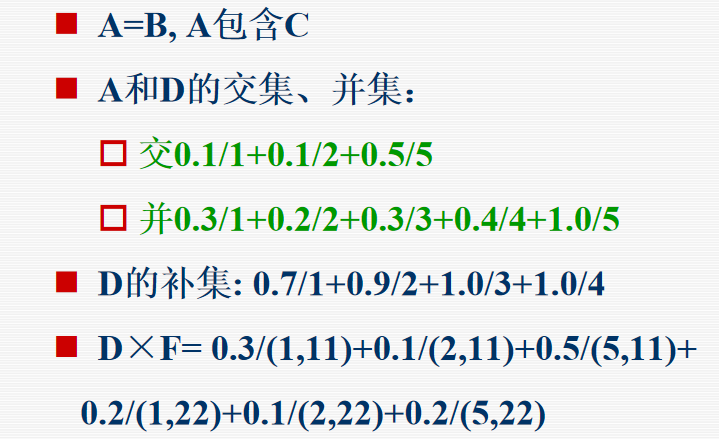 A=B, A包含C
A和D的交集、并集：
交0.1/1+0.1/2+0.5/5
并0.3/1+0.2/2+0.3/3+0.4/4+1.0/5
D的补集: 0.7/1+0.9/2+1.0/3+1.0/4
D×F= 0.3/(1,11)+0.1/(2,11)+0.5/(5,11)+
0.2/(1,22)+0.1/(2,22)+0.2/(5,22)